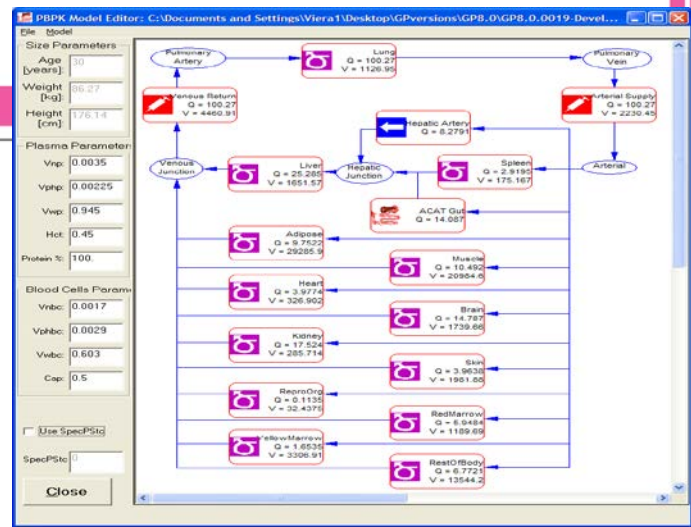 PBPK Model Editor: C:\Documents and Settings\Viera1\Desktop\GPversions\GP8.0\GP8.0.0019-Devel...
File Model
Size Parameters
Age [years]: 30
Weight [kg]: 86.27
Height [cm]: 176.14
Plasma Parameter
Vnp: 0.0035
Vphp: 0.00225
Vwp: 0.945
Hct: 0.45
Protein %: 100.
Blood Cells Param
Vnbc: 0.0017
Vphbc: 0.0029
Vwbc: 0.603
Cap: 0.5
Use SpecPStc
SpecPStc 0
Close
Pulmonary Artery
Lung
Q = 100.27
V = 1126.95
Pulmonary Vein
Venous Return
Q = 100.27
V = 4460.91
Arterial Supply
Q = 100.27
V = 2230.45
Hepatic Artery
Q = 8.2791
Venous Junction
Liver
Q = 25.285
V = 1651.57
Hepatic Junction
Spleen
Q = 2.9195
V = 175.167
Arterial
ACAT Gut
Q = 14.087
Adipose
Q = 9.7522
V = 29285.9
Muscle
Q = 10.492
V = 20984.6
Heart
Q = 3.9774
V = 326.902
Brain
Q = 14.787
V = 1739.66
Kidney
Q = 17.524
V = 285.714
Skin
Q = 3.9638
V = 1981.88
ReproOrg
Q = 0.1135
V = 32.4375
RedMarrow
Q = 5.9484
V = 1189.69
YellowMarrow
Q = 1.6535
V = 3306.91
RestOfBody
Q = 6.7721
V = 13544.2